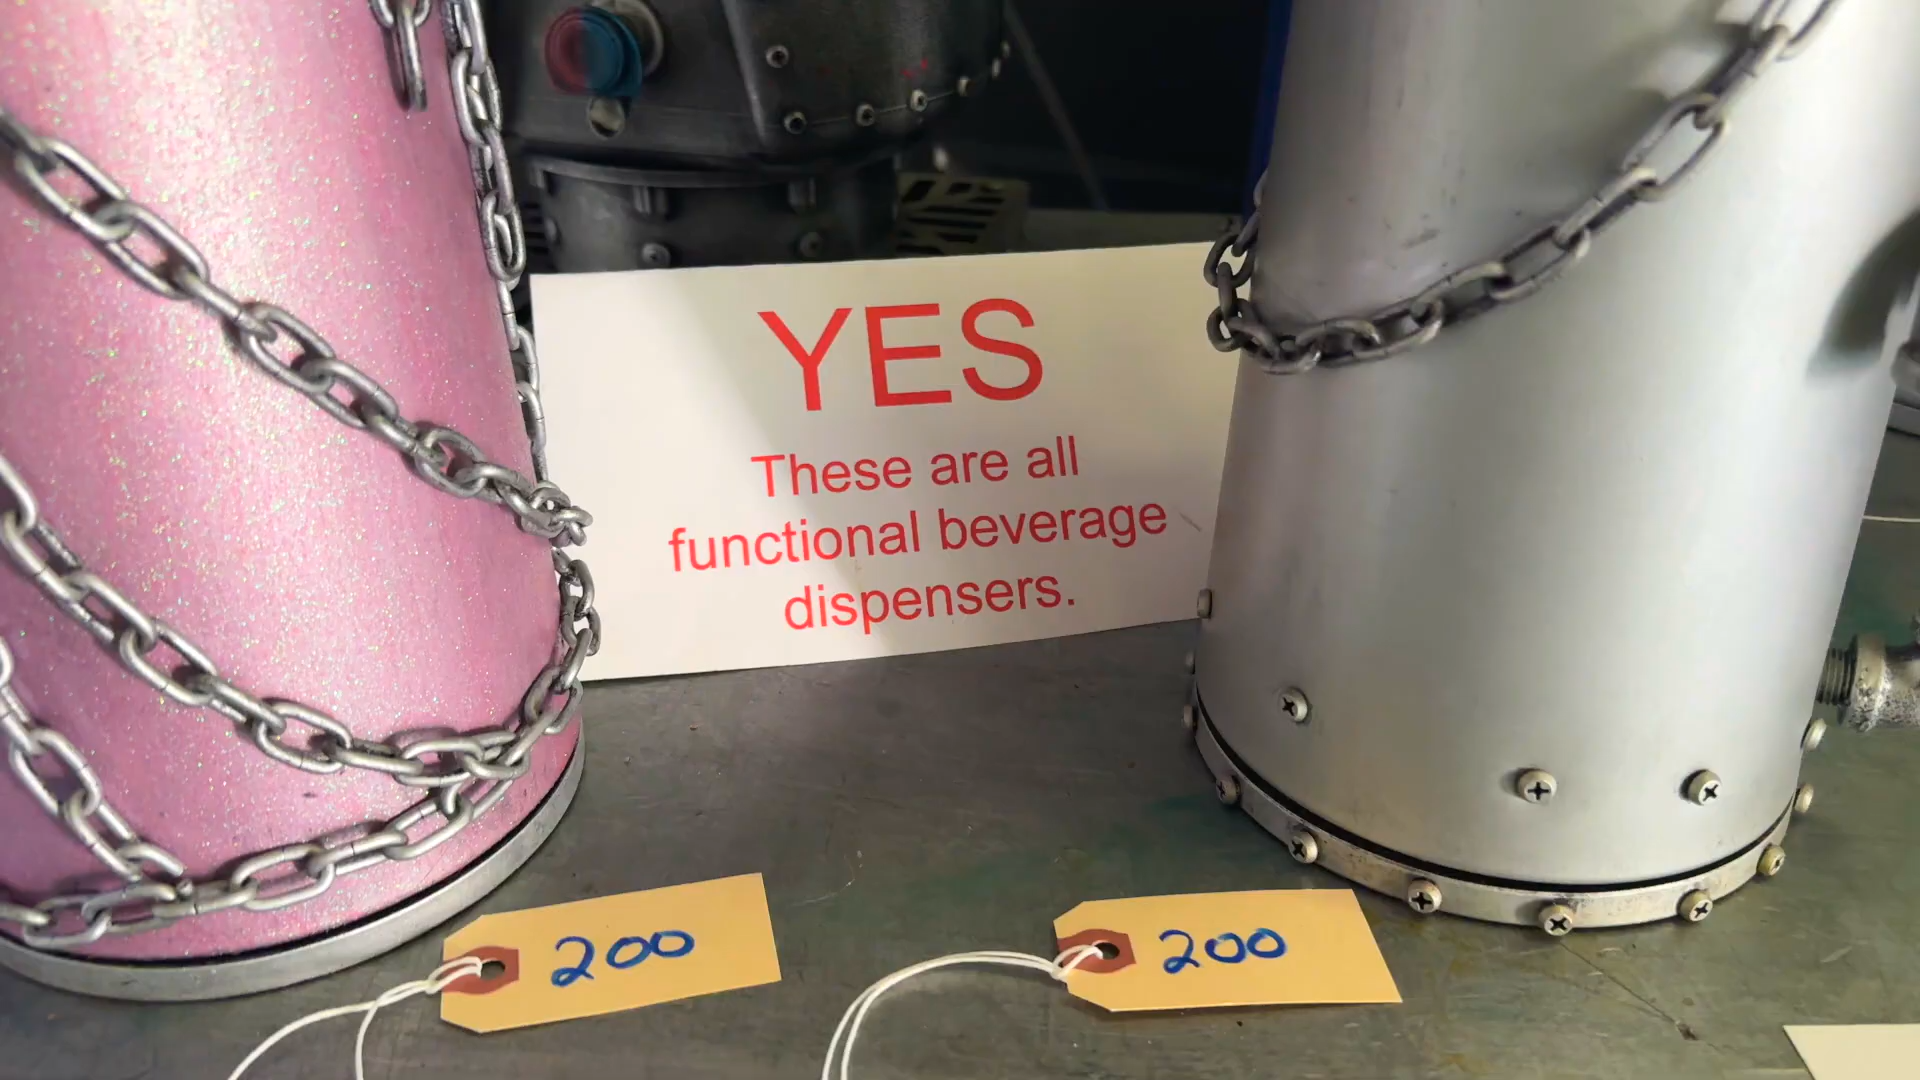 YES
These are all
functional beverage
dispensers.
200
200